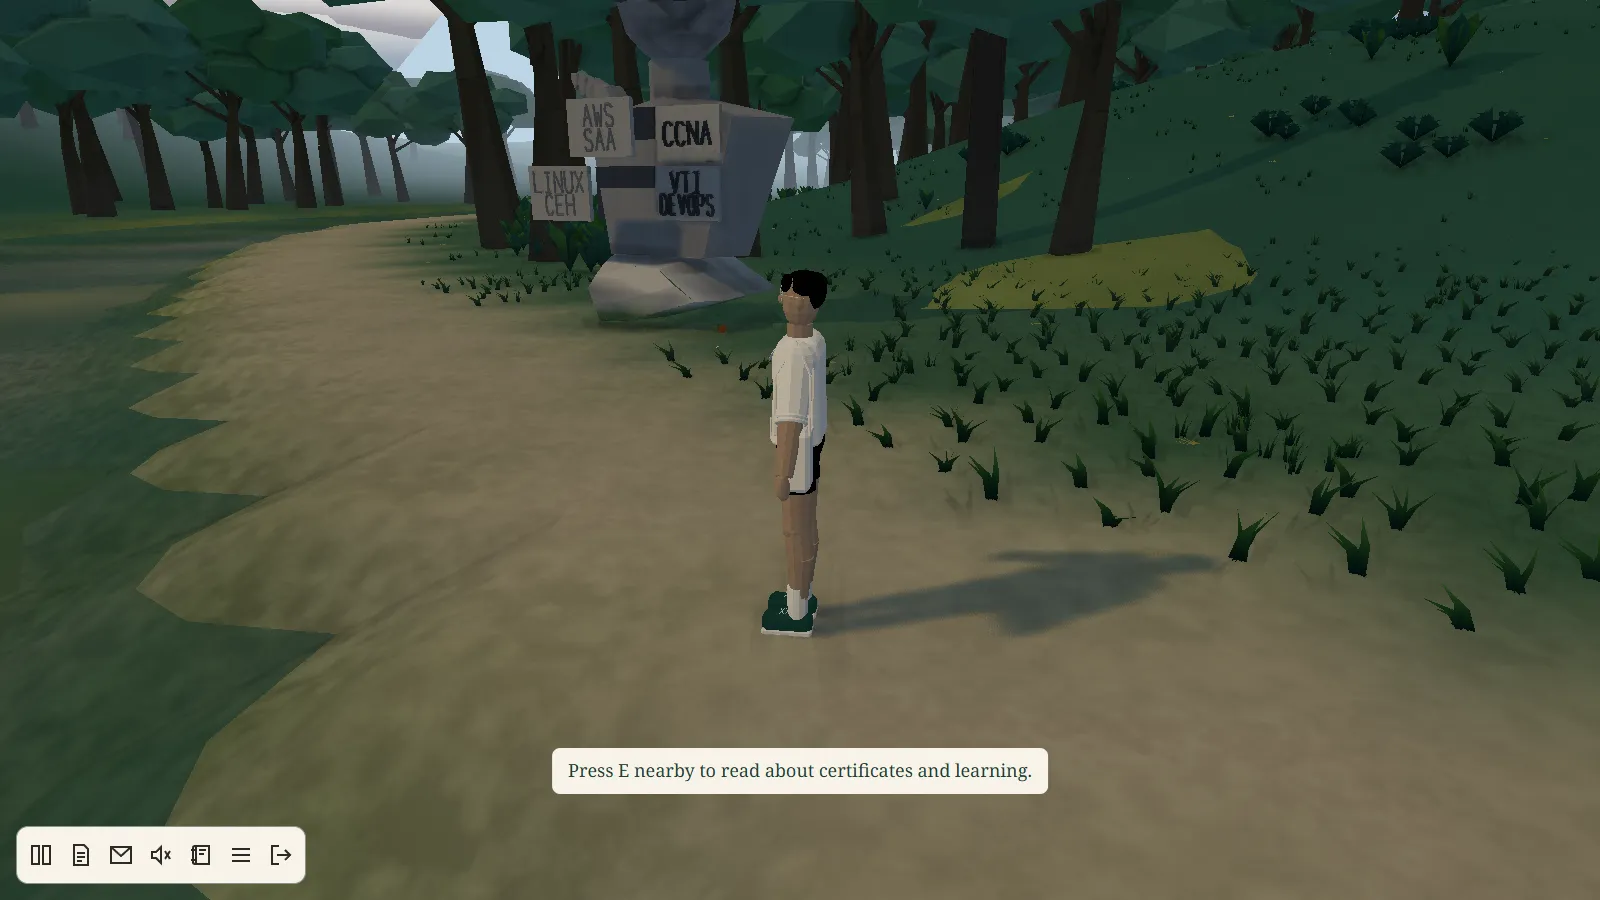 AWS
SAA
CCNA
LINUX
CEH
VTI
DEVOPS
Press E nearby to read about certificates and learning.